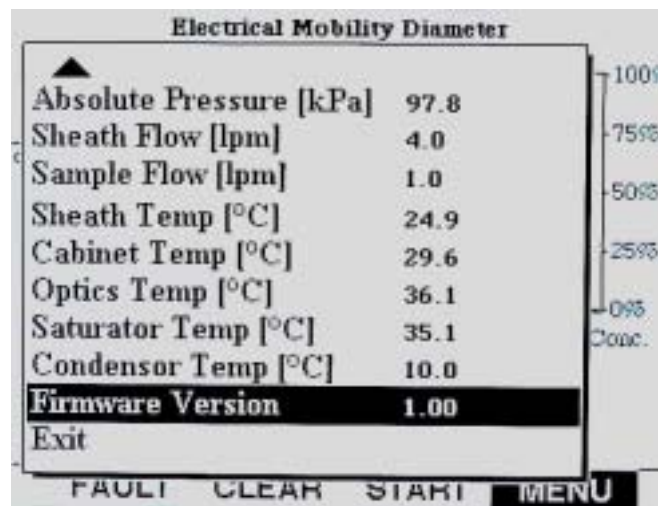 Electrical Mobility Diameter
Absolute Pressure [kPa] 97.8
Sheath Flow [lpm] 4.0
Sample Flow [lpm] 1.0
Sheath Temp [°C] 24.9
Cabinet Temp [°C] 29.6
Optics Temp [°C] 36.1
Saturator Temp [°C] 35.1
Condensor Temp [°C] 10.0
Firmware Version 1.00
Exit
100%
75%
50%
25%
0%
Conc.
FAULT CLEAR START MENU